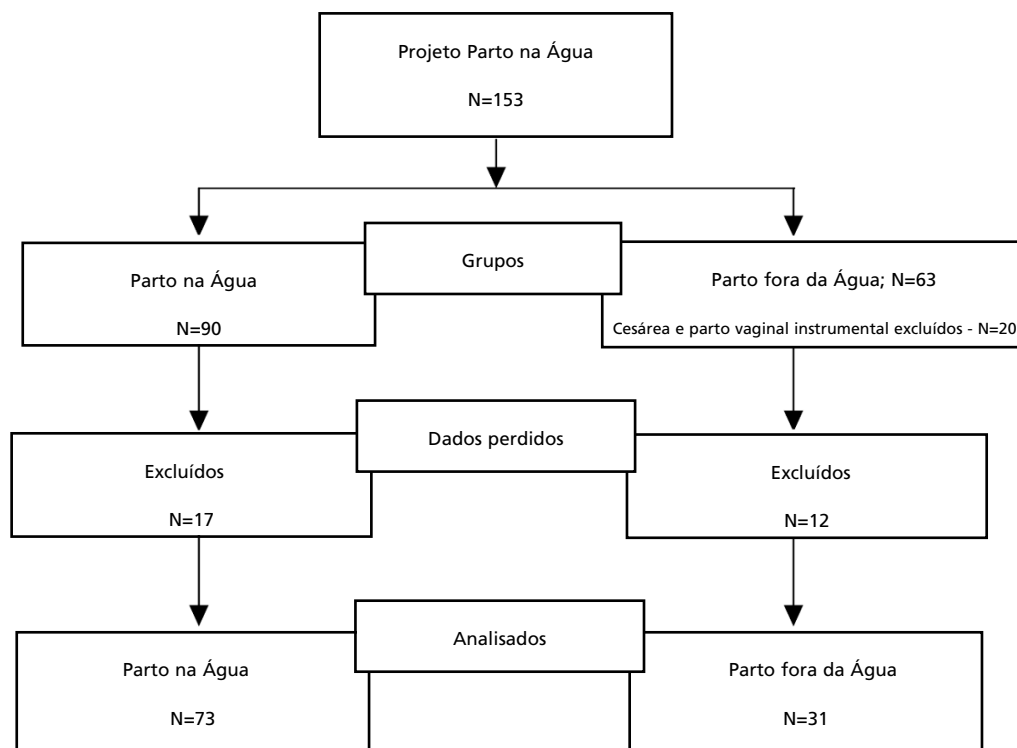 Projeto Parto na Água
N=153
Grupos
Parto na Água
N=90
Parto fora da Água; N=63
Cesárea e parto vaginal instrumental excluídos - N=20
Dados perdidos
Excluídos
N=17
Excluídos
N=12
Analisados
Parto na Água
N=73
Parto fora da Água
N=31